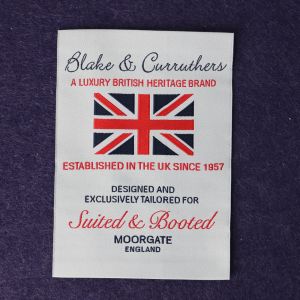 Blake & Curruthers
A LUXURY BRITISH HERITAGE BRAND
ESTABLISHED IN THE UK SINCE 1957
DESIGNED AND
EXCLUSIVELY TAILORED FOR
Suited & Booted
MOORGATE
ENGLAND